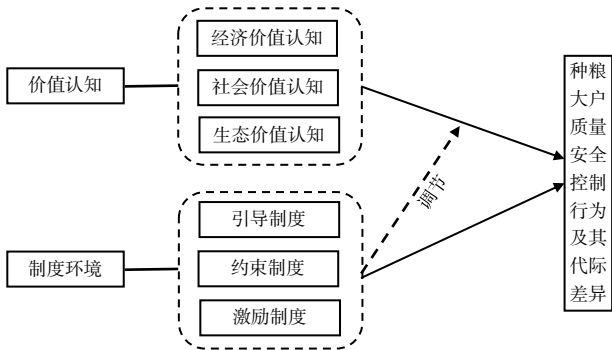 价值认知
经济价值认知
社会价值认知
生态价值认知
制度环境
引导制度
约束制度
激励制度
调节
种粮
大户
质量
安全
控制
行为
及其
代际
差异